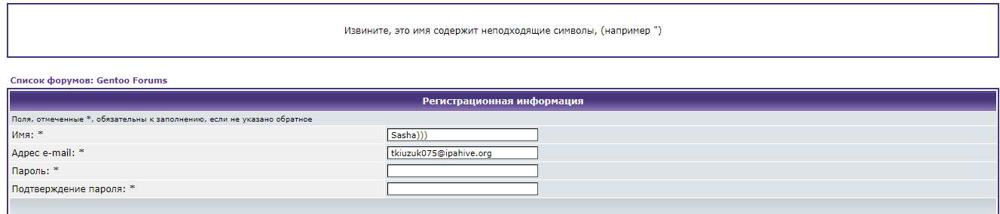 Извините, это имя содержит неподходящие символы, (например ")
Список форумов: Gentoo Forums
Регистрационная информация
Поля, отмеченные *, обязательны к заполнению, если не указано обратное
Имя: * Sasha)))
Адрес e-mail: * tkiuzuk075@ipahive.org
Пароль: *
Подтверждение пароля: *